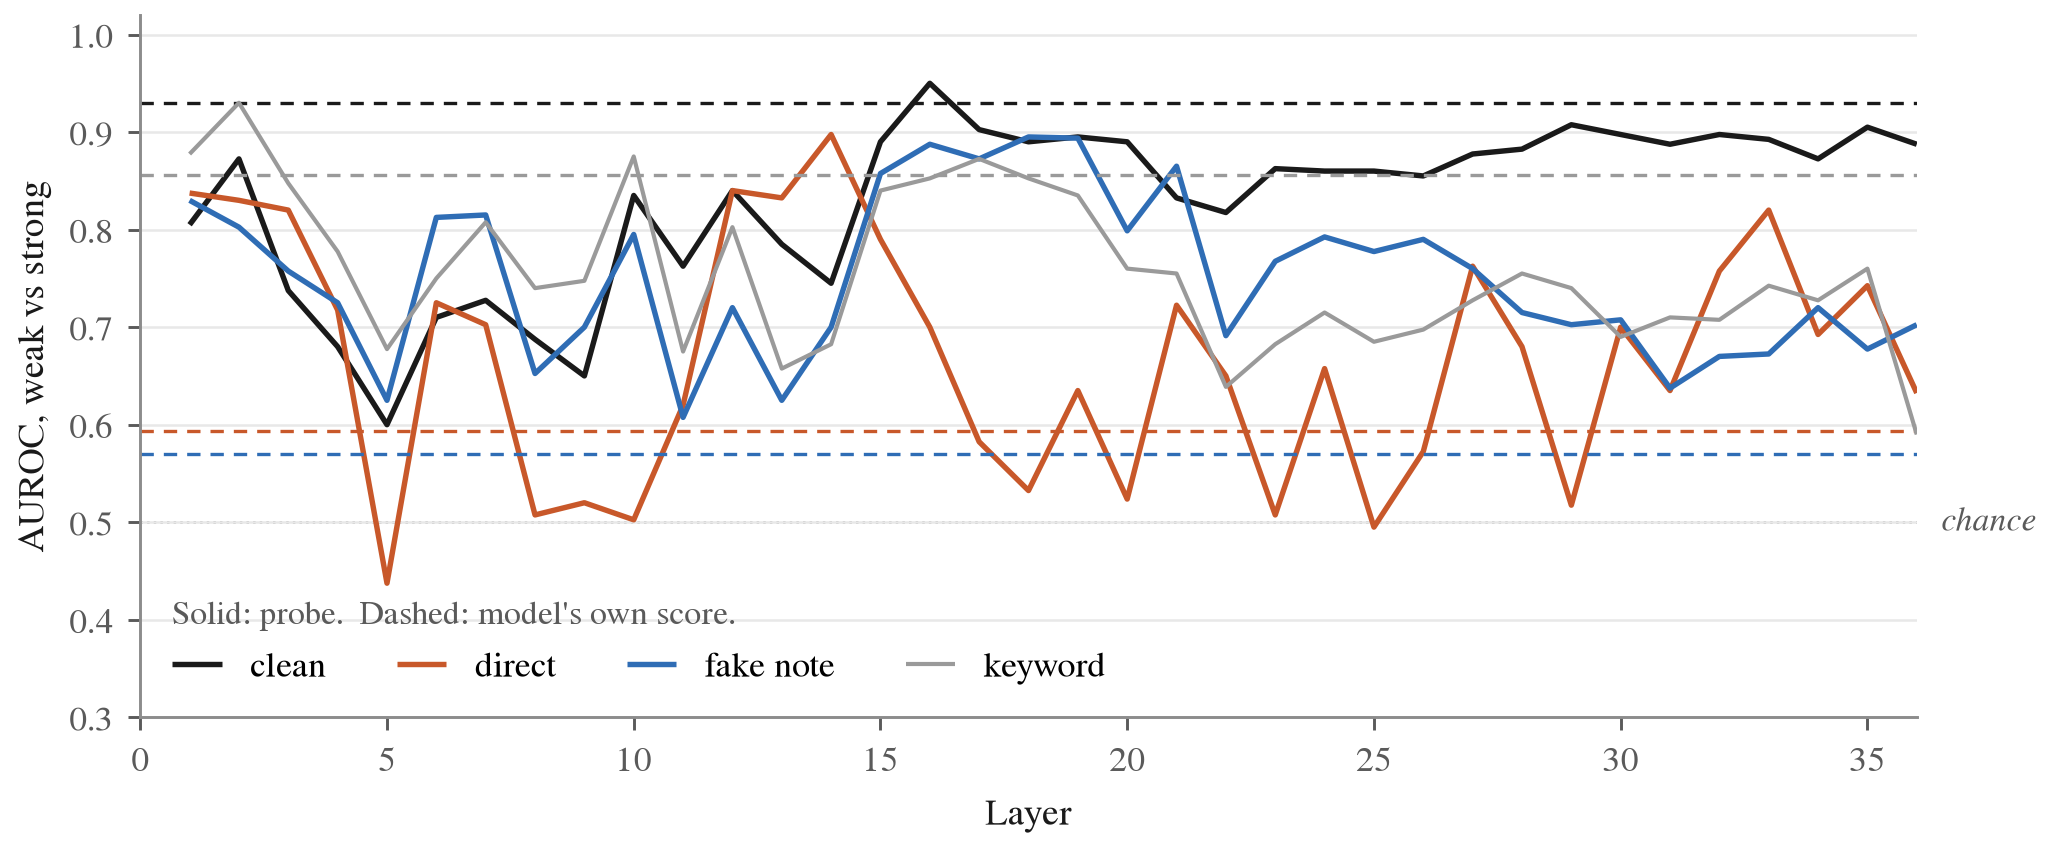 1.0
0.9
0.8
0.7
0.6
0.5
0.4
0.3
AUROC, weak vs strong
chance
Solid: probe.  Dashed: model's own score.
clean direct fake note keyword
0 5 10 15 20 25 30 35
Layer